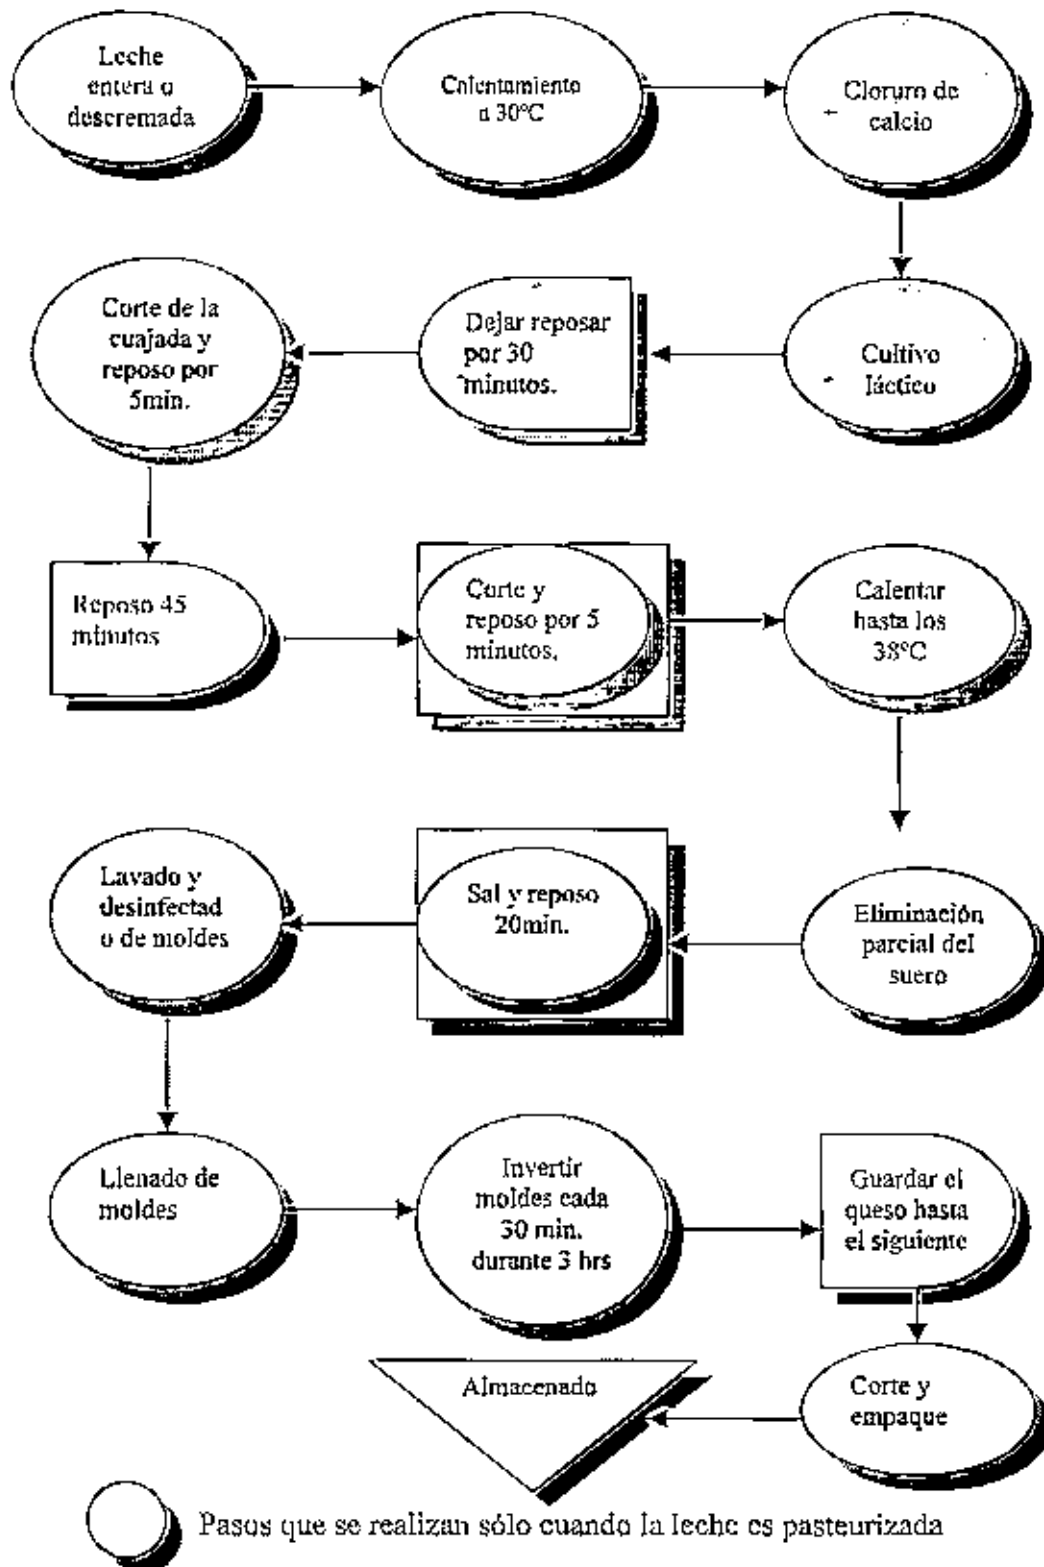 Leche
entera o
descremada
Calentamiento
a 30ºC
Cloruro de
calcio
Cultivo
láctico
Dejar reposar
por 30
minutos.
Corte de la
cuajada y
reposo por
5min.
Reposo 45
minutos
Corte y
reposo por 5
minutos.
Calentar
hasta los
38ºC
Eliminación
parcial del
suero
Sal y reposo
20min.
Lavado y
desinfectad
o de moldes
Llenado de
moldes
Invertir
moldes cada
30 min.
durante 3 hrs
Guardar el
queso hasta
el siguiente
Corte y
empaque
Almacenado
Pasos que se realizan sólo cuando la leche es pasteurizada